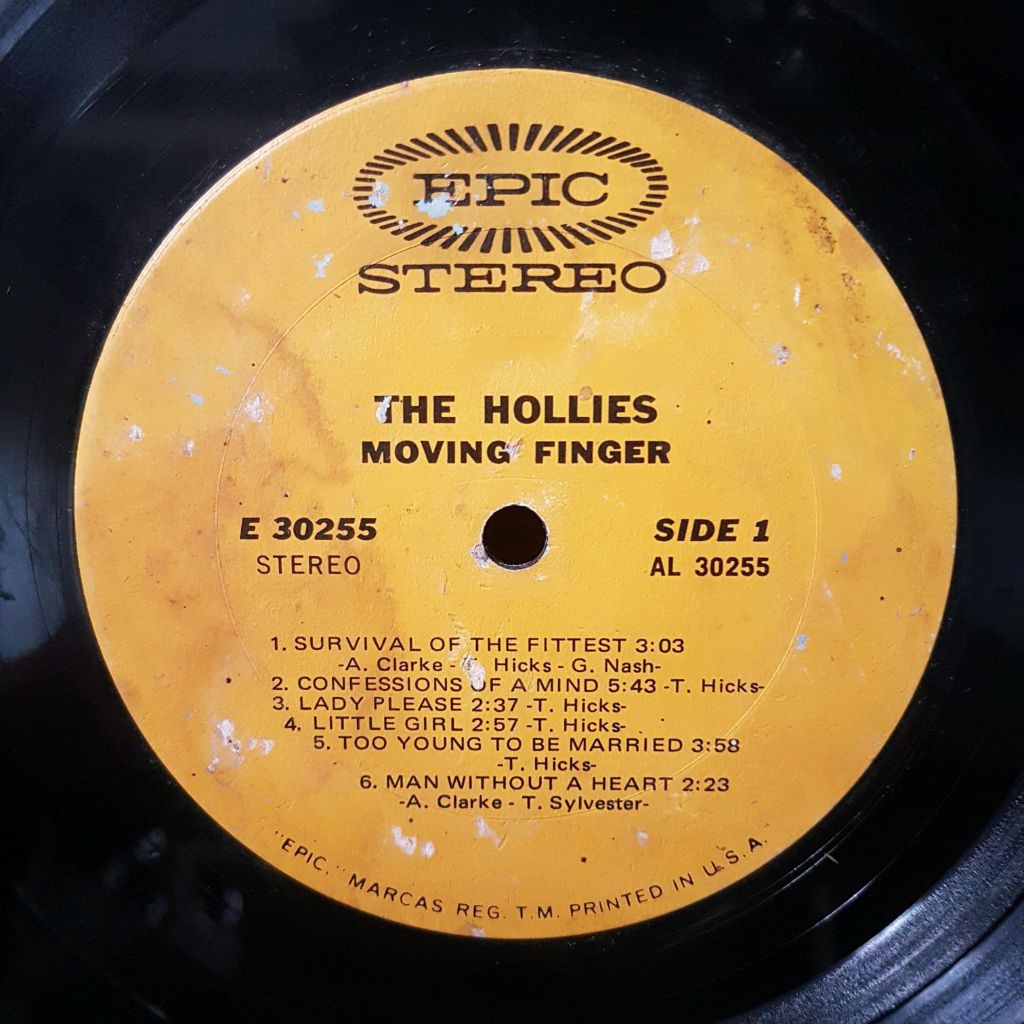 EPIC
STEREO
THE HOLLIES
MOVING FINGER
E 30255
STEREO
SIDE 1
AL 30255
1. SURVIVAL OF THE FITTEST 3:03
-A. Clarke - T. Hicks - G. Nash-
2. CONFESSIONS OF A MIND 5:43 -T. Hicks-
3. LADY PLEASE 2:37 -T. Hicks-
4. LITTLE GIRL 2:57 -T. Hicks-
5. TOO YOUNG TO BE MARRIED 3:58
-T. Hicks-
6. MAN WITHOUT A HEART 2:23
-A. Clarke - T. Sylvester-
"EPIC," MARCAS REG. T.M. PRINTED IN U.S.A.